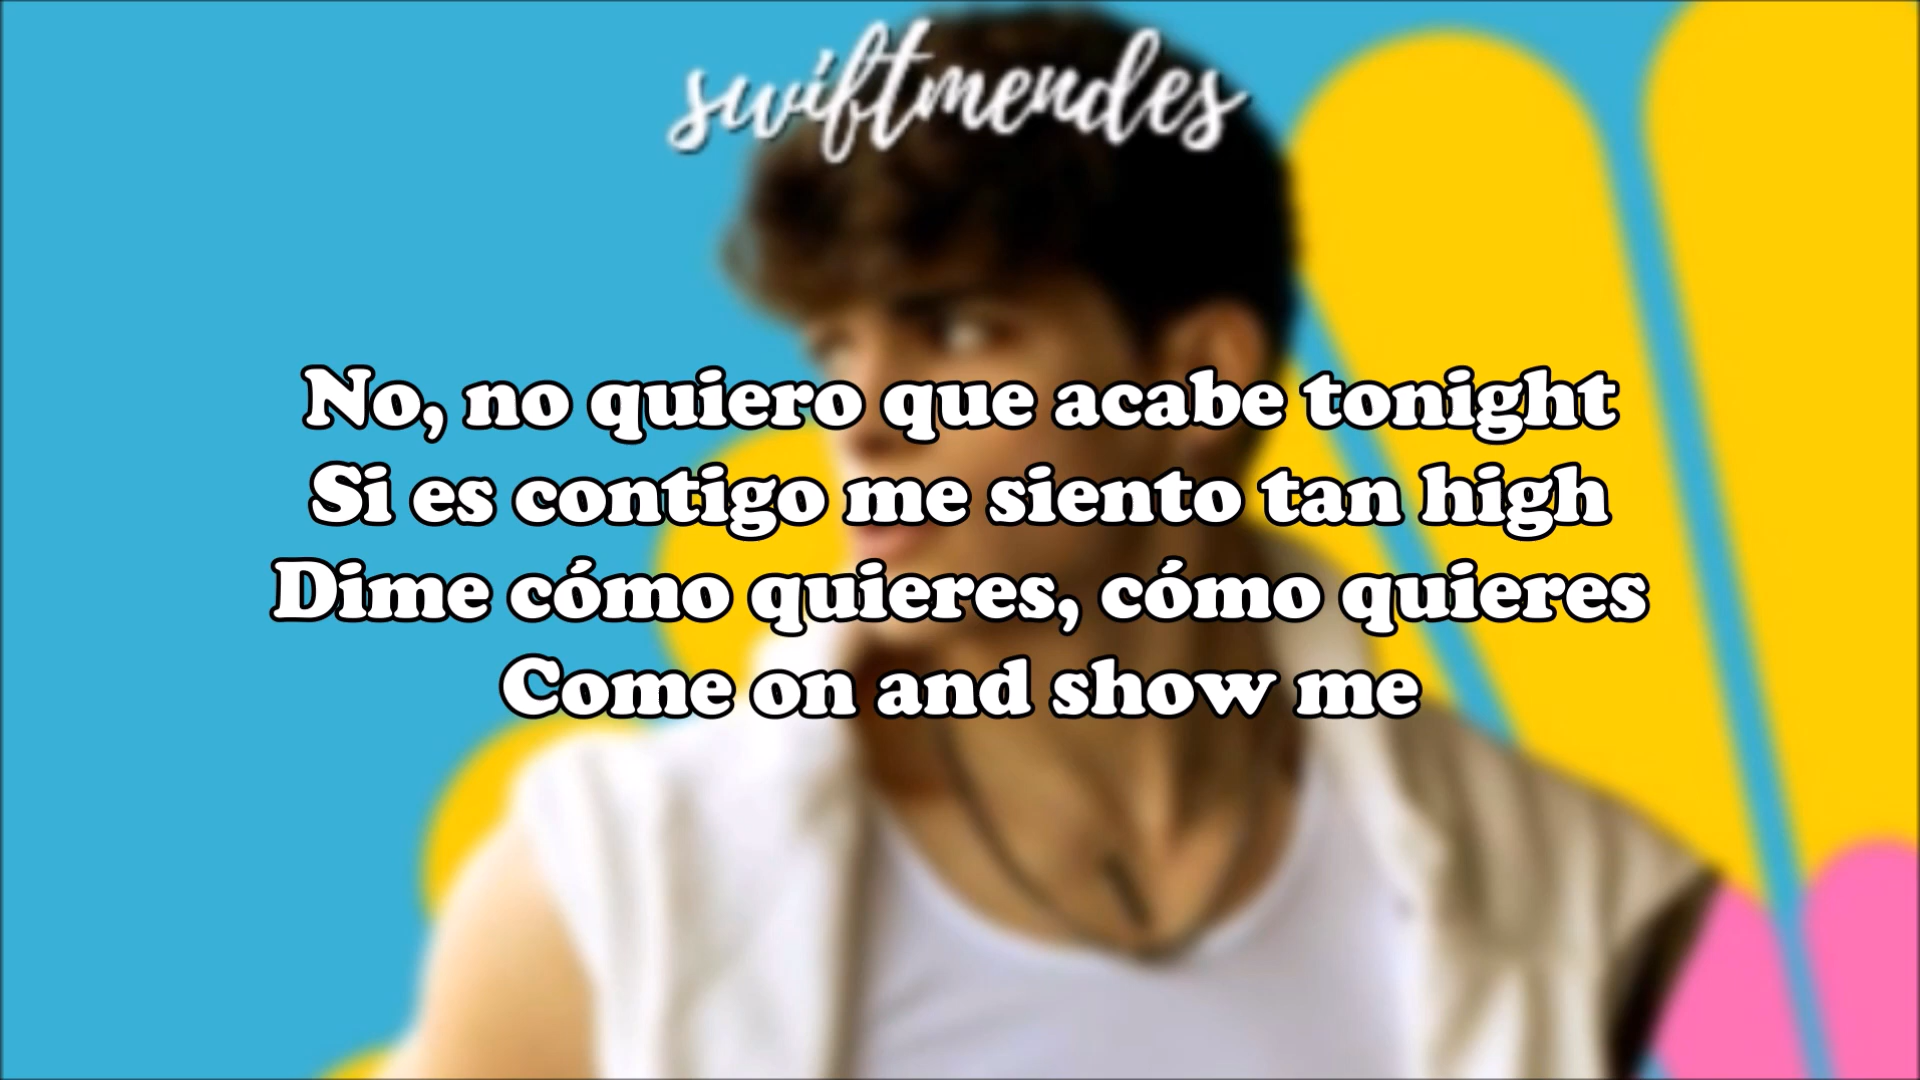 swiftmendes
No, no quiero que acabe tonight
Si es contigo me siento tan high
Dime cómo quieres, cómo quieres
Come on and show me